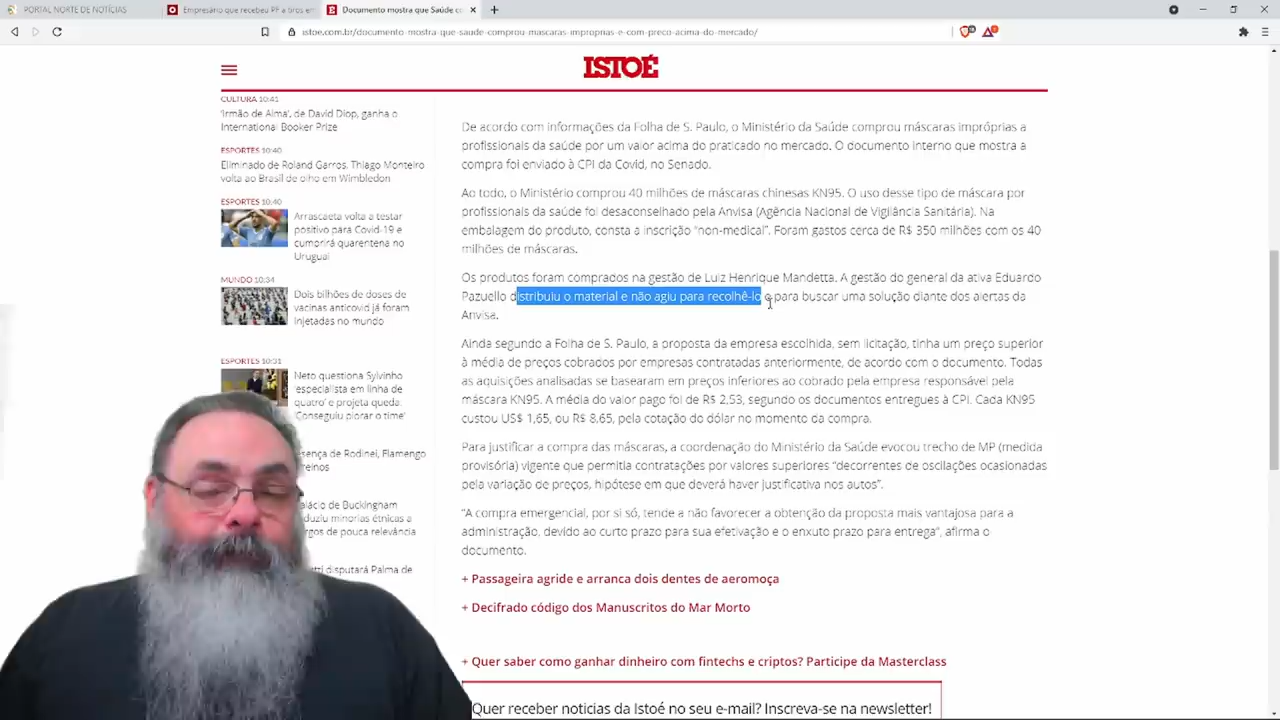 PORTAL NORTE DE NOTÍCIAS
Empresário que recebeu PF a tiros em
Documento mostra que Saúde co
istoe.com.br/documento-mostra-que-saude-comprou-mascaras-improprias-e-com-preco-acima-do-mercado/
ISTOÉ
CULTURA 10:41
'Irmão de Alma', de David Diop, ganha o
International Booker Prize
ESPORTES 10:40
Eliminado de Roland Garros, Thiago Monteiro
volta ao Brasil de olho em Wimbledon
ESPORTES 10:40
Arrascaeta volta a testar
positivo para Covid-19 e
cumprirá quarentena no
Uruguai
MUNDO 10:34
Dois bilhões de doses de
vacinas anticovid já foram
injetadas no mundo
ESPORTES 10:31
Neto questiona Sylvinho
'especialista em linha de
quatro' e projeta queda:
'Conseguiu piorar o time'
esença de Rodinei, Flamengo
reinos
alácio de Buckingham
duziu minorias étnicas a
rgos de pouca relevância
etti disputará Palma de
De acordo com informações da Folha de S. Paulo, o Ministério da Saúde comprou máscaras impróprias a
profissionais da saúde por um valor acima do praticado no mercado. O documento interno que mostra a
compra foi enviado à CPI da Covid, no Senado.
Ao todo, o Ministério comprou 40 milhões de máscaras chinesas KN95. O uso desse tipo de máscara por
profissionais da saúde foi desaconselhado pela Anvisa (Agência Nacional de Vigilância Sanitária). Na
embalagem do produto, consta a inscrição "non-medical". Foram gastos cerca de R$ 350 milhões com os 40
milhões de máscaras.
Os produtos foram comprados na gestão de Luiz Henrique Mandetta. A gestão do general da ativa Eduardo
Pazuello distribuiu o material e não agiu para recolhê-lo e para buscar uma solução diante dos alertas da
Anvisa.
Ainda segundo a Folha de S. Paulo, a proposta da empresa escolhida, sem licitação, tinha um preço superior
à média de preços cobrados por empresas contratadas anteriormente, de acordo com o documento. Todas
as aquisições analisadas se basearam em preços inferiores ao cobrado pela empresa responsável pela
máscara KN95. A média do valor pago foi de R$ 2,53, segundo os documentos entregues à CPI. Cada KN95
custou US$ 1,65, ou R$ 8,65, pela cotação do dólar no momento da compra.
Para justificar a compra das máscaras, a coordenação do Ministério da Saúde evocou trecho de MP (medida
provisória) vigente que permitia contratações por valores superiores "decorrentes de oscilações ocasionadas
pela variação de preços, hipótese em que deverá haver justificativa nos autos".
"A compra emergencial, por si só, tende a não favorecer a obtenção da proposta mais vantajosa para a
administração, devido ao curto prazo para sua efetivação e o enxuto prazo para entrega", afirma o
documento.
+ Passageira agride e arranca dois dentes de aeromoça
+ Decifrado código dos Manuscritos do Mar Morto
+ Quer saber como ganhar dinheiro com fintechs e criptos? Participe da Masterclass
Quer receber notícias da Istoé no seu e-mail? Inscreva-se na newsletter!